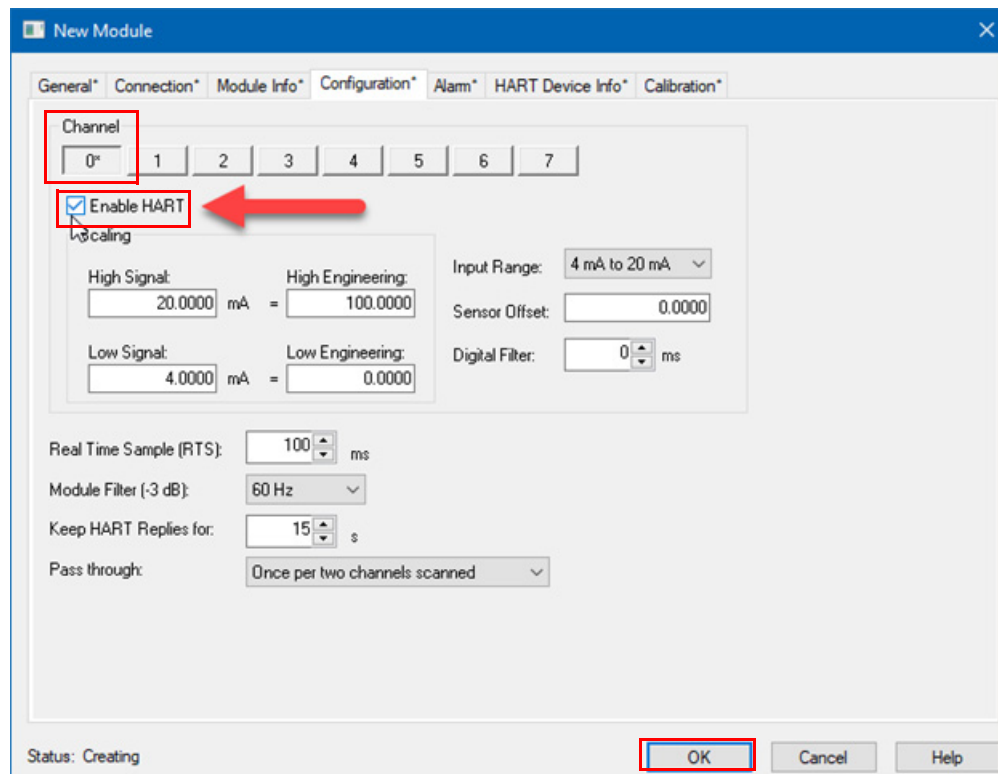 New Module
General* Connection* Module Info* Configuration* Alarm* HART Device Info* Calibration*
Channel
0* 1 2 3 4 5 6 7
Enable HART
Scaling
High Signal: High Engineering:
20.0000 mA = 100.0000
Low Signal: Low Engineering:
4.0000 mA = 0.0000
Input Range: 4 mA to 20 mA
Sensor Offset: 0.0000
Digital Filter: 0 ms
Real Time Sample (RTS): 100 ms
Module Filter (-3 dB): 60 Hz
Keep HART Replies for: 15 s
Pass through: Once per two channels scanned
Status: Creating
OK Cancel Help